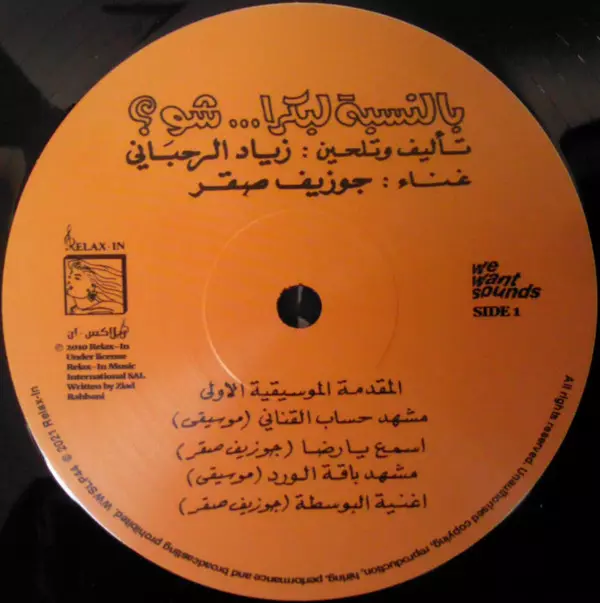 بالنسبة لبكرا... شو؟
تأليف وتلحين : زياد الرحباني
غناء : جوزيف صقر
RELAX-IN
ريلاكس-ان
℗ 2010 Relax-In
Under license
Relax-In Music
International SAL
Written by Ziad
Rahbani
we
want
sounds
SIDE 1
المقدمة الموسيقية الاولى
مشهد حساب القناني (موسيقى)
اسمع يا رضا (جوزيف صقر)
مشهد باقة الورد (موسيقى)
اغنية البوسطة (جوزيف صقر)
All rights reserved. Unauthorised copying, reproduction, hiring, performance and broadcasting prohibited. WWSLP44 © 2021 Relax-In